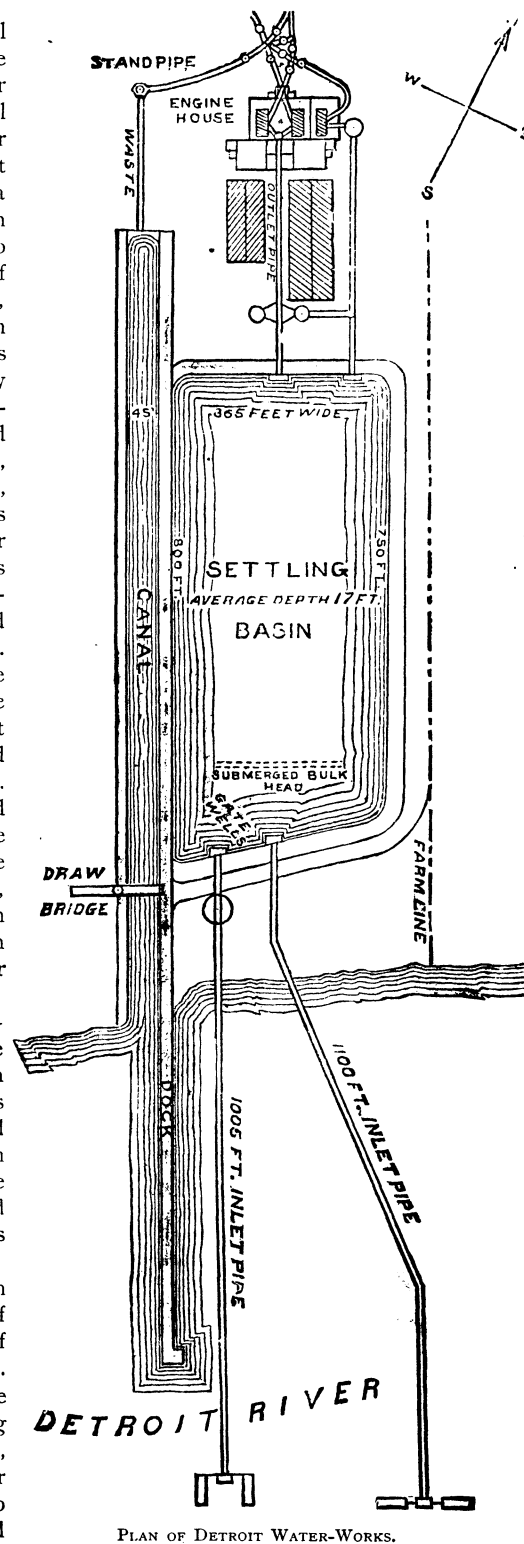 STANDPIPE
ENGINE
HOUSE
4
WASTE
OUTLET PIPE
W
S
45'
365 FEET WIDE
800 FT.
750 FT.
SETTLING
AVERAGE DEPTH 17 FT.
BASIN
CANAL
SUBMERGED BULK
HEAD
GATE
WELLS
DRAW
BRIDGE
FARM LINE
DOCK
1005 FT. INLET PIPE
1100 FT. INLET PIPE
DETROIT RIVER
PLAN OF DETROIT WATER-WORKS.